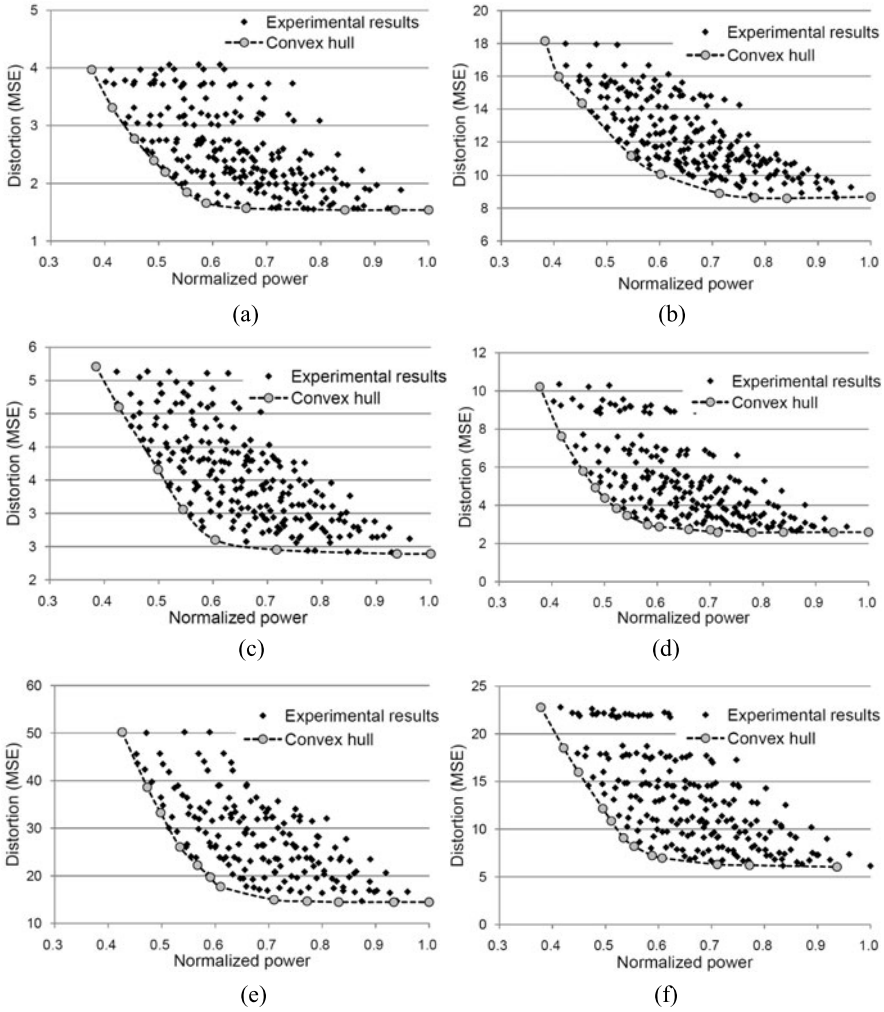 5
4
3
2
1
Distortion (MSE)
0.3 0.4 0.5 0.6 0.7 0.8 0.9 1.0
Normalized power
Experimental results
Convex hull
(a)
20
18
16
14
12
10
8
6
Distortion (MSE)
0.3 0.4 0.5 0.6 0.7 0.8 0.9 1.0
Normalized power
Experimental results
Convex hull
(b)
6
5
5
4
4
3
3
2
Distortion (MSE)
0.3 0.4 0.5 0.6 0.7 0.8 0.9 1.0
Normalized power
Experimental results
Convex hull
(c)
12
10
8
6
4
2
0
Distortion (MSE)
0.3 0.4 0.5 0.6 0.7 0.8 0.9 1.0
Normalized power
Experimental results
Convex hull
(d)
60
50
40
30
20
10
Distortion (MSE)
0.3 0.4 0.5 0.6 0.7 0.8 0.9 1.0
Normalized power
Experimental results
Convex hull
(e)
25
20
15
10
5
0
Distortion (MSE)
0.3 0.4 0.5 0.6 0.7 0.8 0.9 1.0
Normalized power
Experimental results
Convex hull
(f)